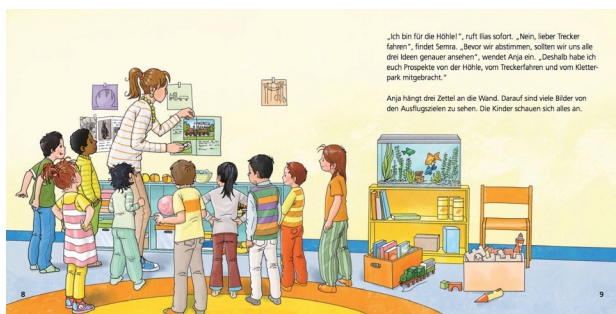 „Ich bin für die Höhle!“, ruft Ilias sofort. „Nein, lieber Trecker
fahren“, findet Semra. „Bevor wir abstimmen, sollten wir uns alle
drei Ideen genauer ansehen“, wendet Anja ein. „Deshalb habe ich
euch Prospekte von der Höhle, vom Treckerfahren und vom Kletter-
park mitgebracht.“
Anja hängt drei Zettel an die Wand. Darauf sind viele Bilder von
den Ausflugszielen zu sehen. Die Kinder schauen sich alles an.
8
9